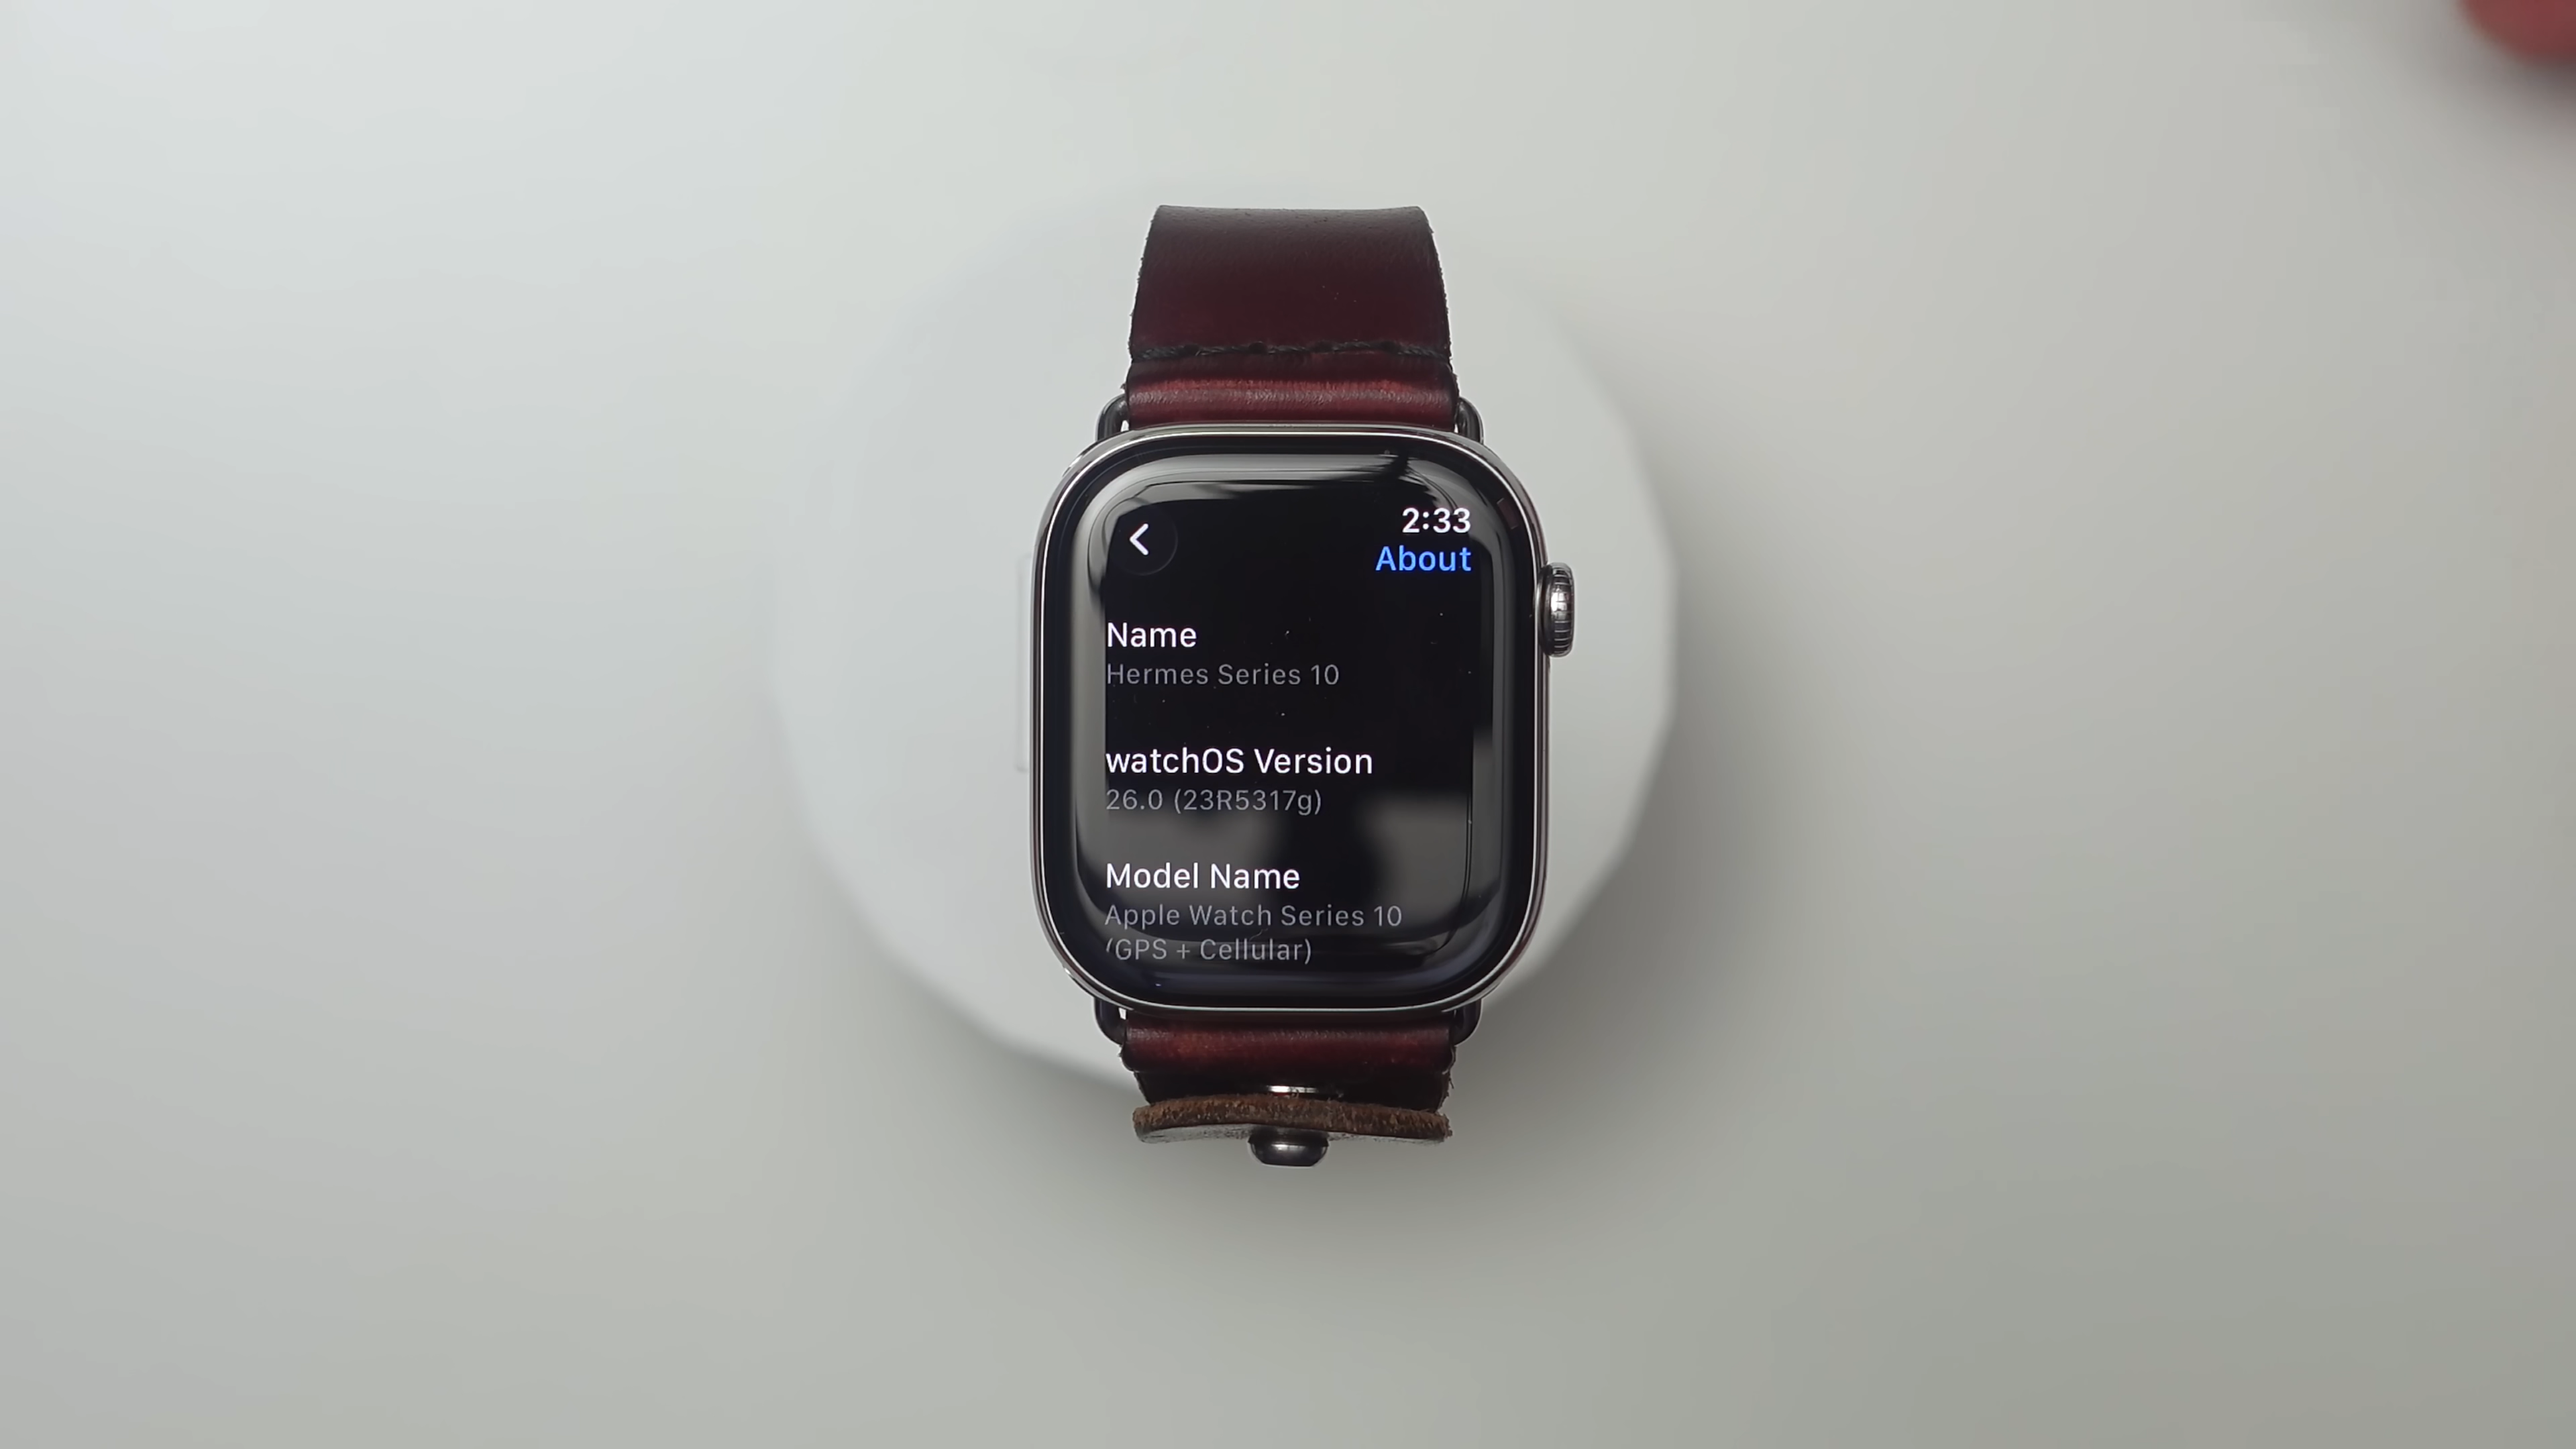 2:33
About
Name
Hermes Series 10
watchOS Version
26.0 (23R5317g)
Model Name
Apple Watch Series 10
(GPS + Cellular)